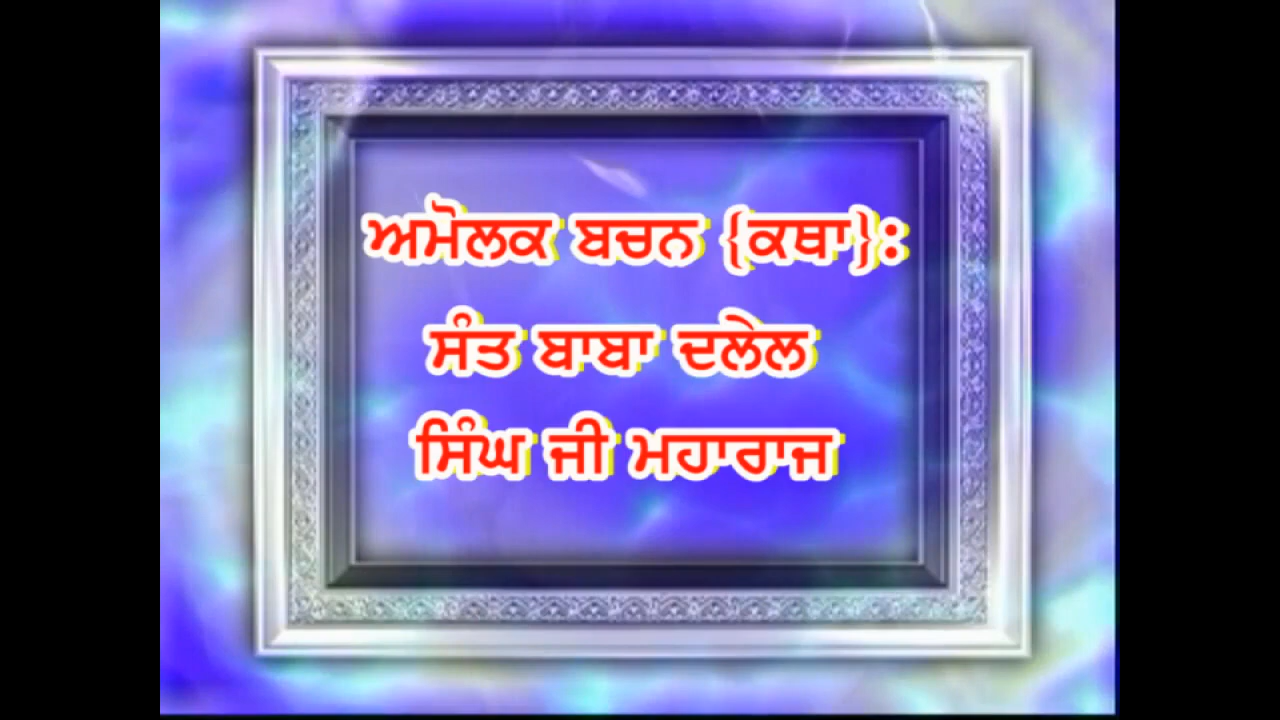 ਅਮੋਲਕ ਬਚਨ {ਕਥਾ}:
ਸੰਤ ਬਾਬਾ ਦਲੇਲ
ਸਿੰਘ ਜੀ ਮਹਾਰਾਜ